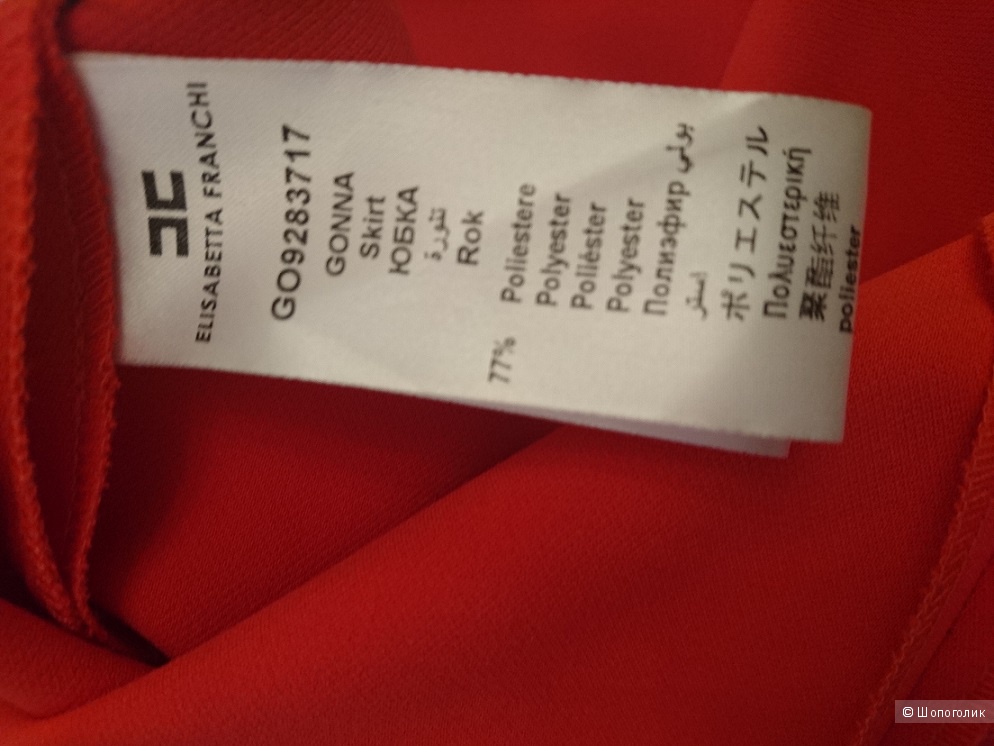 ELISABETTA FRANCHI
GO9283717
GONNA
Skirt
ЮБКА
تنورة
Rok
77% Poliestere
Polyester
Poliéster
Polyester
Полиэфир
بولي
استر
ポリエステル
Πολυεστερική
聚酯纤维
poliester
© Шопоголик